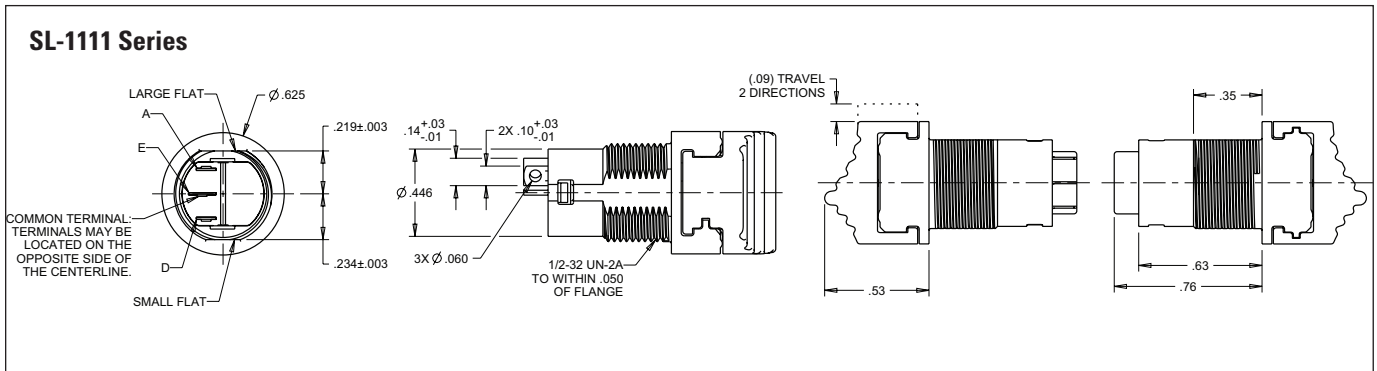 SL-1111 Series
LARGE FLAT
Ø.625
A
.219±.003
E
COMMON TERMINAL:
TERMINALS MAY BE
LOCATED ON THE
OPPOSITE SIDE OF
THE CENTERLINE.
D
.234±.003
SMALL FLAT
.14+.03
-.01
2X .10+.03
-.01
Ø.446
3X Ø.060
1/2-32 UN-2A
TO WITHIN .050
OF FLANGE
(.09) TRAVEL
2 DIRECTIONS
.53
.35
.63
.76